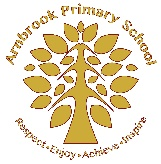 Arnbrook Primary School
Respect • Enjoy • Achieve • Inspire